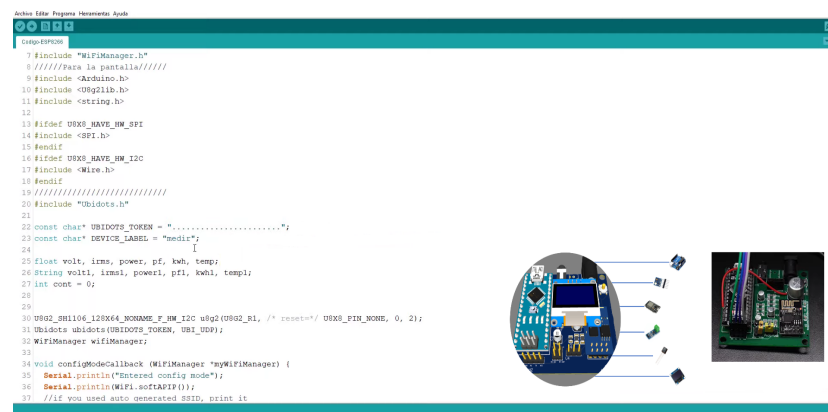 Archivo Editar Programa Herramientas Ayuda
Codigo-ESP8266
7 #include "WiFiManager.h"
8 //////Para la pantalla//////
9 #include <Arduino.h>
10 #include <U8g2lib.h>
11 #include <string.h>
12
13 #ifdef U8X8_HAVE_HW_SPI
14 #include <SPI.h>
15 #endif
16 #ifdef U8X8_HAVE_HW_I2C
17 #include <Wire.h>
18 #endif
19 ////////////////////////////
20 #include "Ubidots.h"
21
22 const char* UBIDOTS_TOKEN = ".......................";
23 const char* DEVICE_LABEL = "medir";
24
25 float volt, irms, power, pf, kwh, temp;
26 String volt1, irms1, power1, pf1, kwh1, temp1;
27 int cont = 0;
28
29
30 U8G2_SH1106_128X64_NONAME_F_HW_I2C u8g2(U8G2_R1, /* reset=*/ U8X8_PIN_NONE, 0, 2);
31 Ubidots ubidots(UBIDOTS_TOKEN, UBI_UDP);
32 WiFiManager wifiManager;
33
34 void configModeCallback (WiFiManager *myWiFiManager) {
35 Serial.println("Entered config mode");
36 Serial.println(WiFi.softAPIP());
37 //if you used auto generated SSID, print it